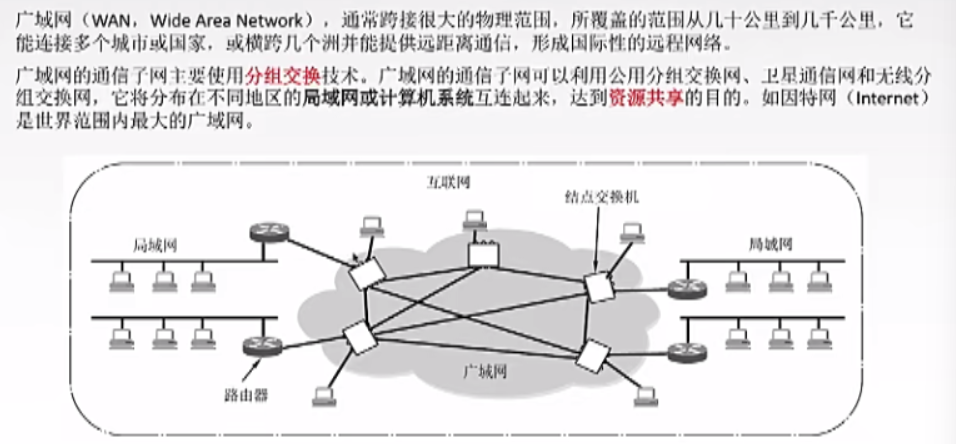 广域网（WAN，Wide Area Network），通常跨接很大的物理范围，所覆盖的范围从几十公里到几千公里，它
能连接多个城市或国家，或横跨几个洲并能提供远距离通信，形成国际性的远程网络。
广域网的通信子网主要使用分组交换技术。广域网的通信子网可以利用公用分组交换网、卫星通信网和无线分
组交换网，它将分布在不同地区的局域网或计算机系统互连起来，达到资源共享的目的。如因特网（Internet）
是世界范围内最大的广域网。
互联网
结点交换机
局域网
局域网
广域网
路由器